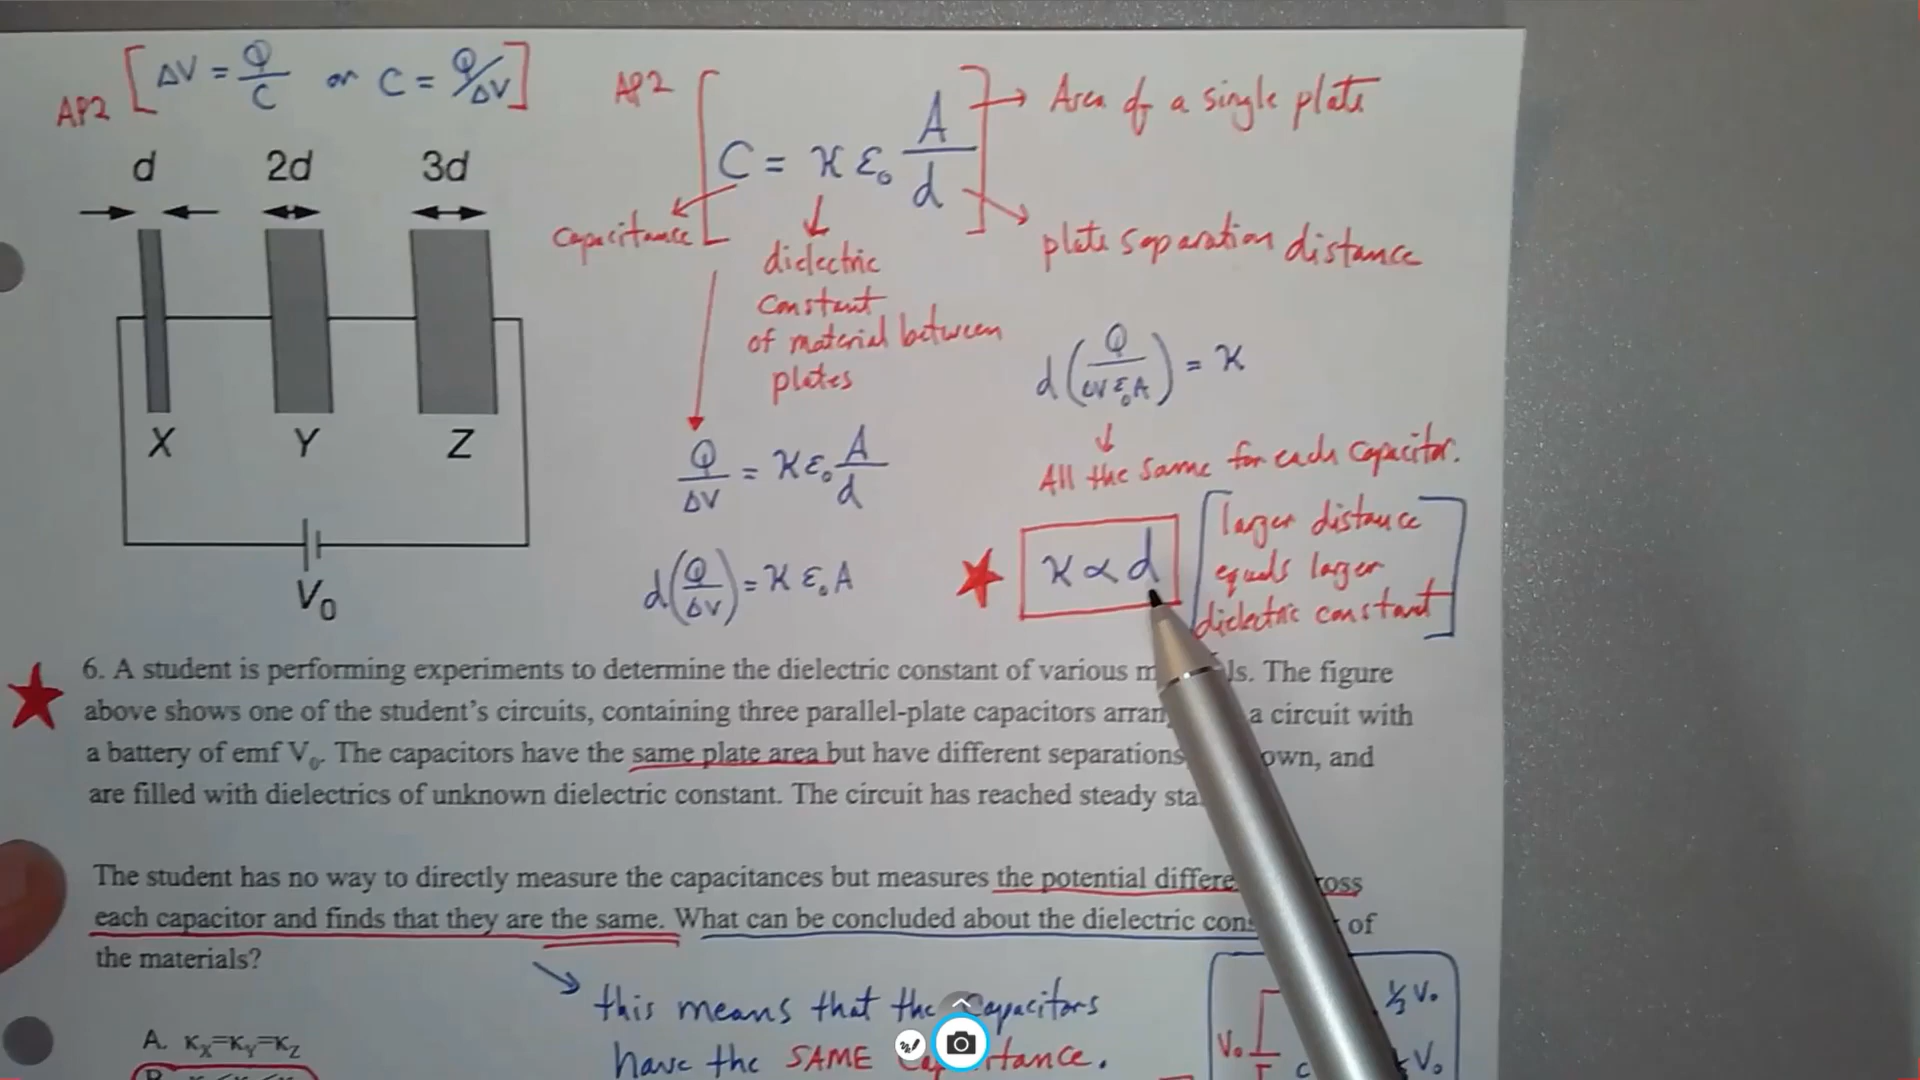 AP2 [ΔV = Q/C or C = Q/ΔV]
d 2d 3d
X Y Z
V₀
AP2
C = κ ε₀ A/d
Area of a single plate
plate separation distance
capacitance
dielectric
constant
of material between
plates
Q/ΔV = κ ε₀ A/d
d(Q/ΔV) = κ ε₀ A
d(Q/ΔV ε₀ A) = κ
All the same for each capacitor.
κ ∝ d
larger distance
equals larger
dielectric constant
6. A student is performing experiments to determine the dielectric constant of various ls. The figure
above shows one of the student's circuits, containing three parallel-plate capacitors a circuit with
a battery of emf V₀. The capacitors have the same plate area but have different separations own, and
are filled with dielectrics of unknown dielectric constant. The circuit has reached steady
The student has no way to directly measure the capacitances but measures the potential
each capacitor and finds that they are the same. What can be concluded about the dielectric of
the materials?
this means that the capacitors
have the SAME
A. κX=κY=κZ
B.
V₀
C
⅓ V₀
V₀